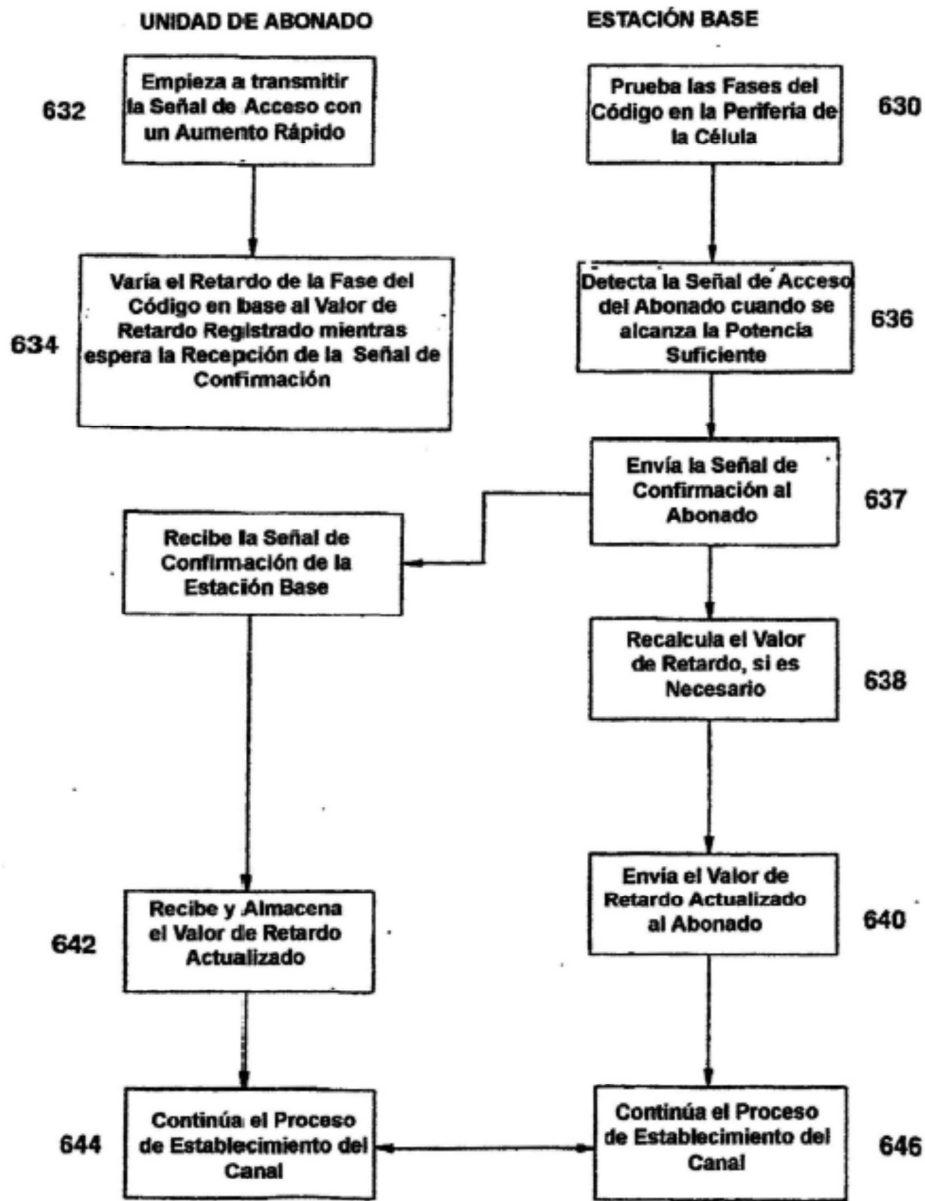 UNIDAD DE ABONADO
ESTACIÓN BASE
632
Empieza a transmitir
la Señal de Acceso con
un Aumento Rápido
Prueba las Fases del
Código en la Periferia de
la Célula
630
634
Varía el Retardo de la Fase del
Código en base al Valor de
Retardo Registrado mientras
espera la Recepción de la Señal de
Confirmación
Detecta la Señal de Acceso
del Abonado cuando se
alcanza la Potencia
Suficiente
636
Envía la Señal de
Confirmación al
Abonado
637
Recibe la Señal de
Confirmación de la
Estación Base
Recalcula el Valor
de Retardo, si es
Necesario
638
642
Recibe y Almacena
el Valor de Retardo
Actualizado
Envía el Valor de
Retardo Actualizado
al Abonado
640
644
Continúa el Proceso
de Establecimiento del
Canal
Continúa el Proceso
de Establecimiento del
Canal
646